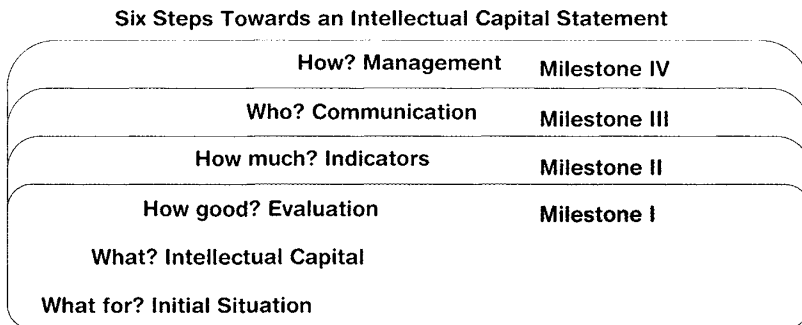 Six Steps Towards an Intellectual Capital Statement
How? Management Milestone IV
Who? Communication Milestone III
How much? Indicators Milestone II
How good? Evaluation Milestone I
What? Intellectual Capital
What for? Initial Situation